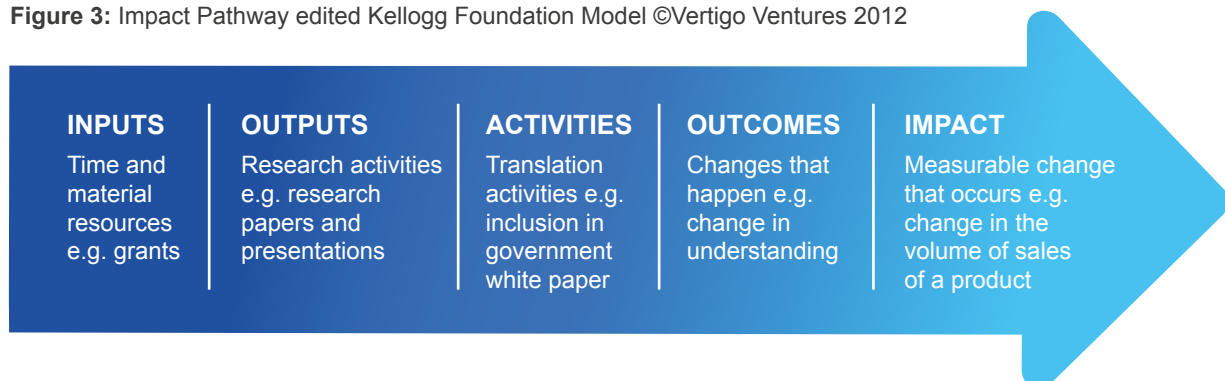 Figure 3: Impact Pathway edited Kellogg Foundation Model ©Vertigo Ventures 2012
INPUTS
Time and
material
resources
e.g. grants
OUTPUTS
Research activities
e.g. research
papers and
presentations
ACTIVITIES
Translation
activities e.g.
inclusion in
government
white paper
OUTCOMES
Changes that
happen e.g.
change in
understanding
IMPACT
Measurable change
that occurs e.g.
change in the
volume of sales
of a product